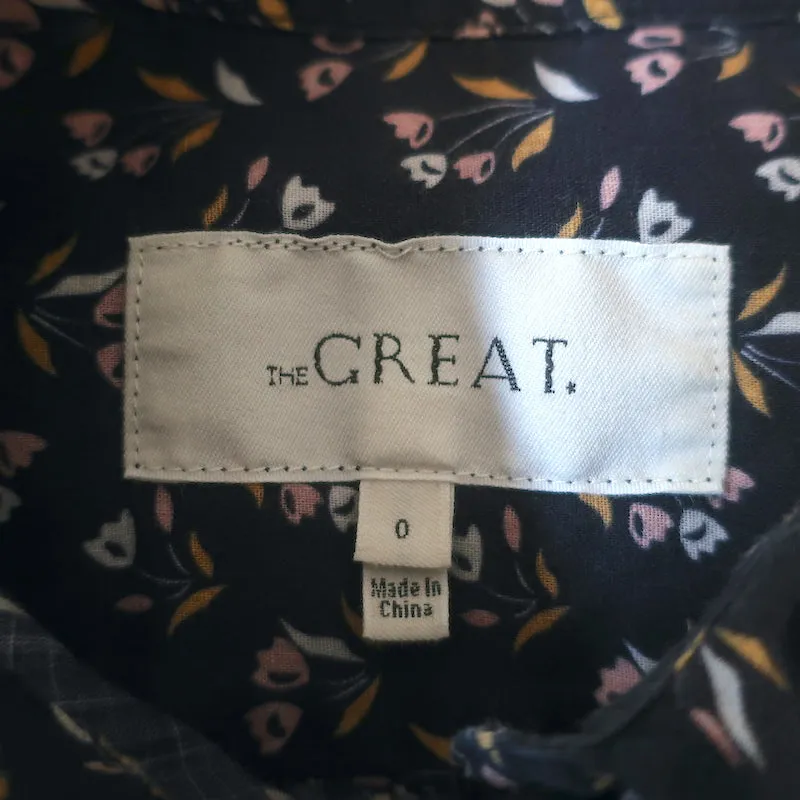 THE GREAT.
0
Made In
China